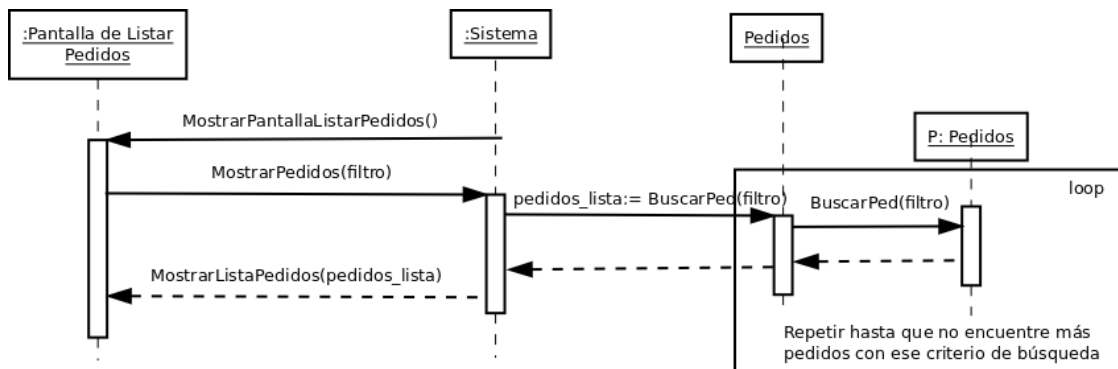 :Pantalla de Listar
Pedidos
:Sistema
Pedidos
MostrarPantallaListarPedidos()
P: Pedidos
MostrarPedidos(filtro)
loop
pedidos_lista:= BuscarPed(filtro)
BuscarPed(filtro)
MostrarListaPedidos(pedidos_lista)
Repetir hasta que no encuentre más
pedidos con ese criterio de búsqueda